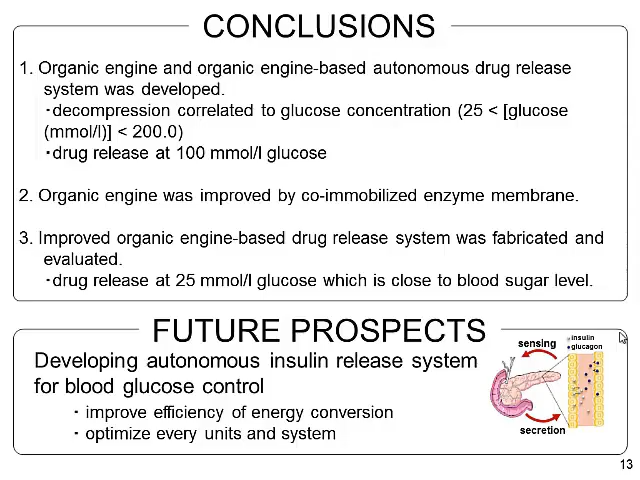 CONCLUSIONS
1. Organic engine and organic engine-based autonomous drug release
system was developed.
・decompression correlated to glucose concentration (25 < [glucose
(mmol/l)] < 200.0)
・drug release at 100 mmol/l glucose
2. Organic engine was improved by co-immobilized enzyme membrane.
3. Improved organic engine-based drug release system was fabricated and
evaluated.
・drug release at 25 mmol/l glucose which is close to blood sugar level.
FUTURE PROSPECTS
Developing autonomous insulin release system
for blood glucose control
・improve efficiency of energy conversion
・optimize every units and system
sensing
insulin
glucagon
secretion
13